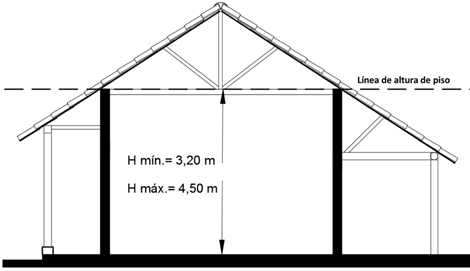 Línea de altura de piso
H mín.= 3,20 m
H máx.= 4,50 m